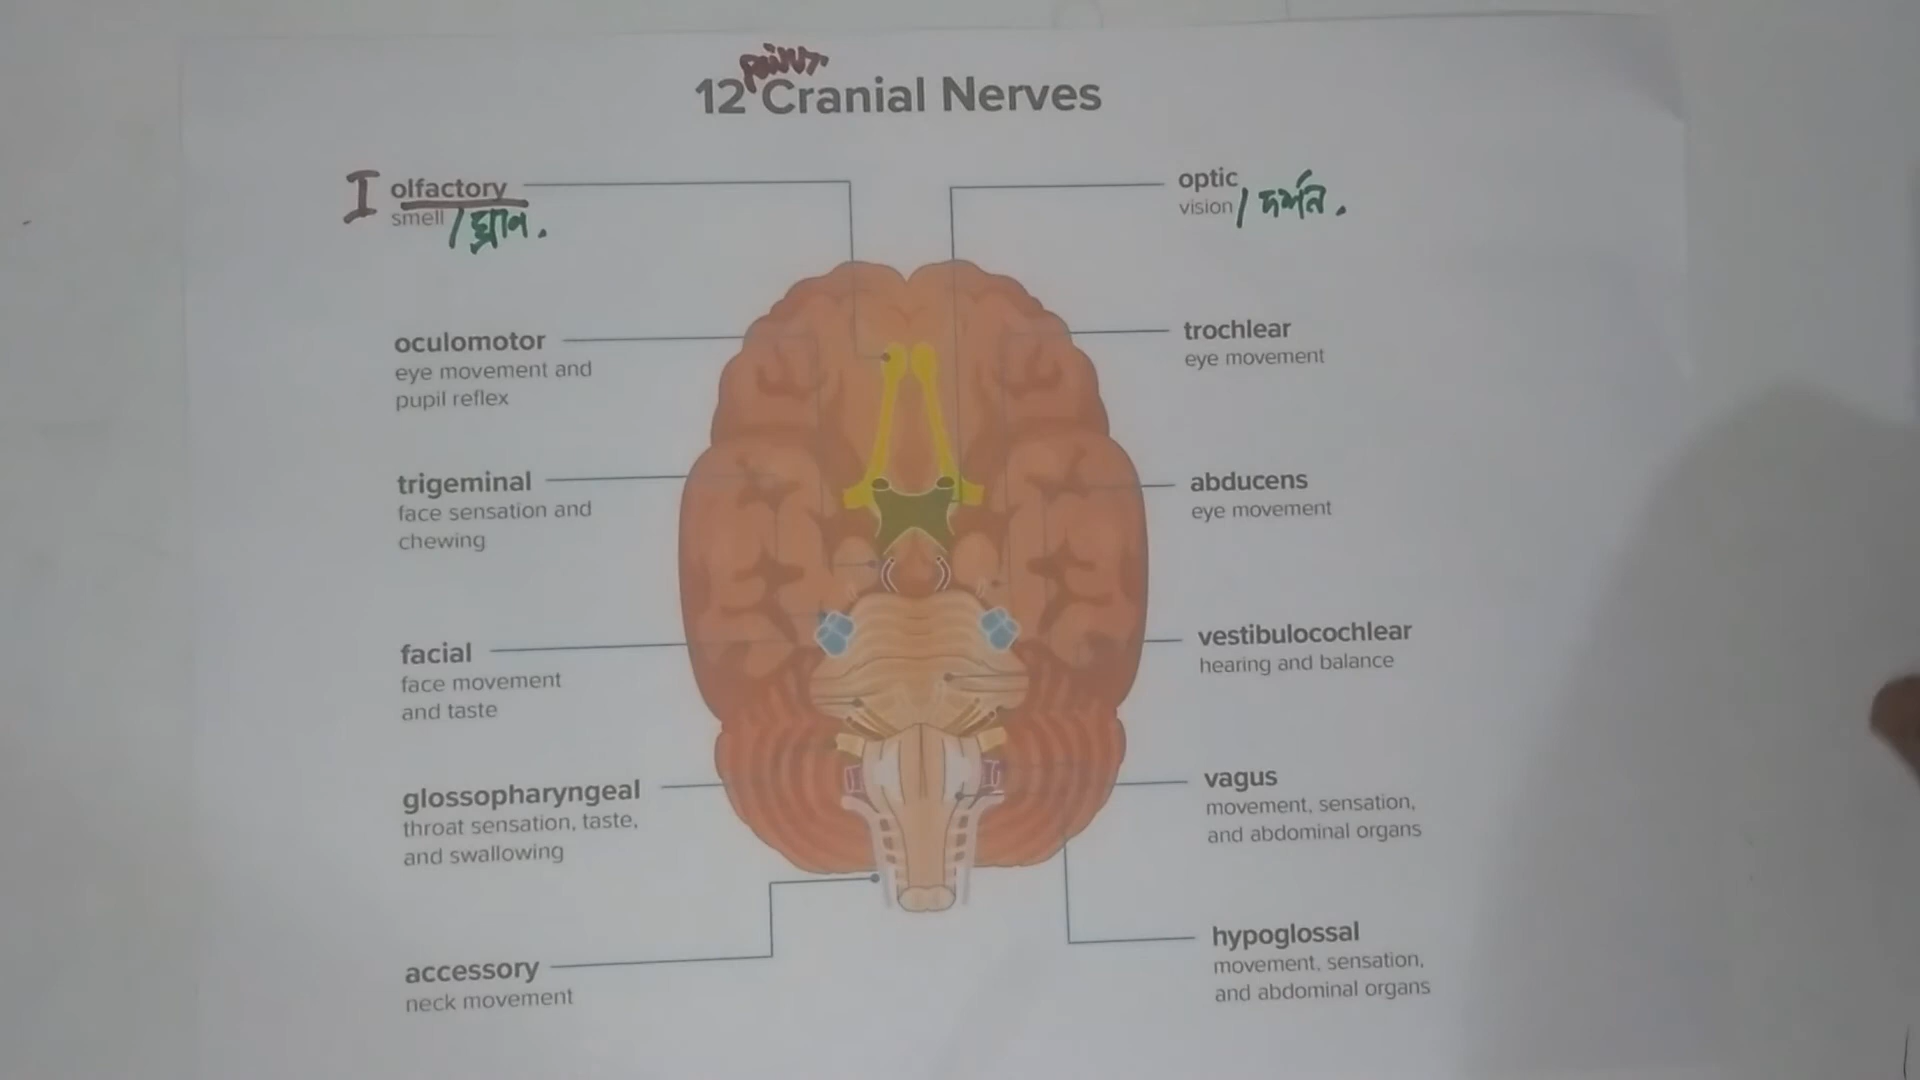 pairs.
12 Cranial Nerves
I olfactory
smell / ঘ্রান.
optic
vision / দর্শন.
oculomotor
eye movement and
pupil reflex
trochlear
eye movement
trigeminal
face sensation and
chewing
abducens
eye movement
facial
face movement
and taste
vestibulocochlear
hearing and balance
glossopharyngeal
throat sensation, taste,
and swallowing
vagus
movement, sensation,
and abdominal organs
accessory
neck movement
hypoglossal
movement, sensation,
and abdominal organs